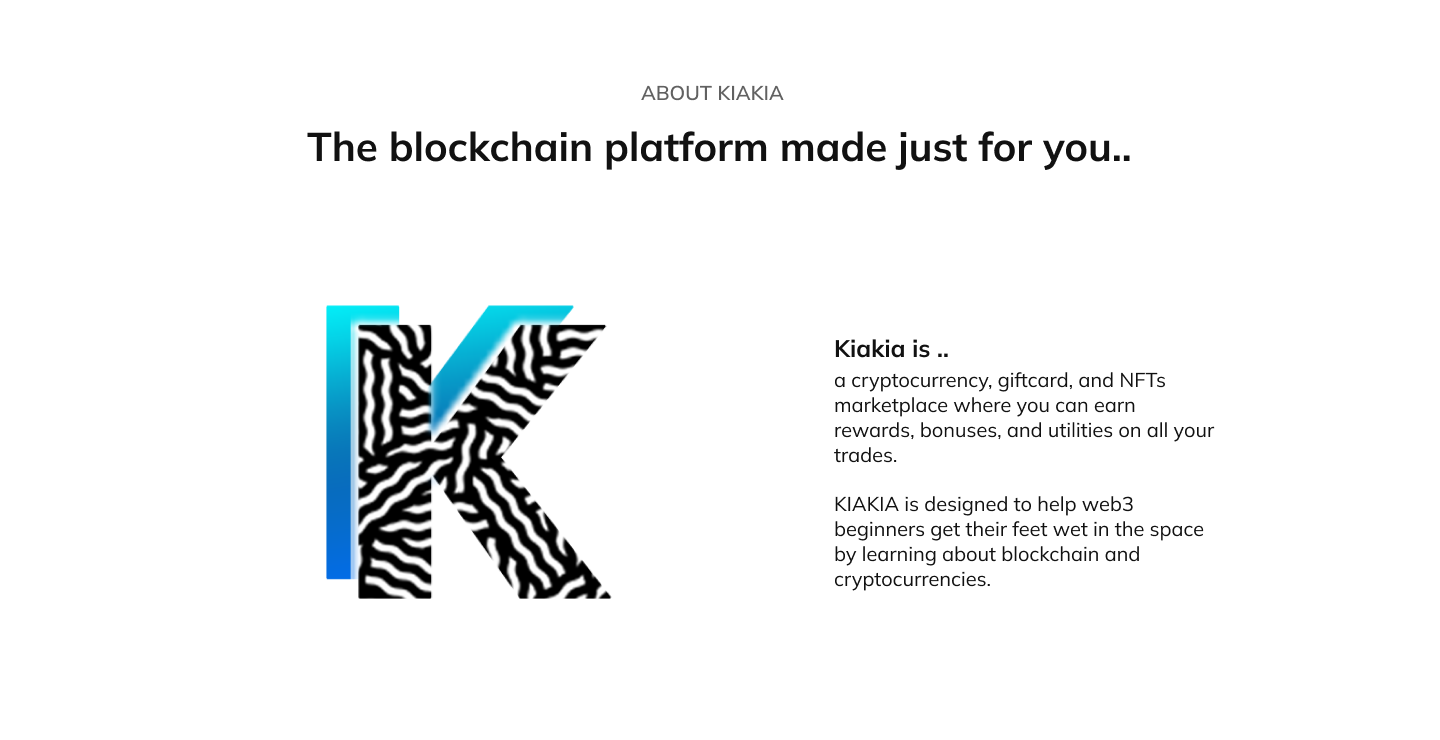 ABOUT KIAKIA
The blockchain platform made just for you..
K
Kiakia is ..
a cryptocurrency, giftcard, and NFTs
marketplace where you can earn
rewards, bonuses, and utilities on all your
trades.
KIAKIA is designed to help web3
beginners get their feet wet in the space
by learning about blockchain and
cryptocurrencies.